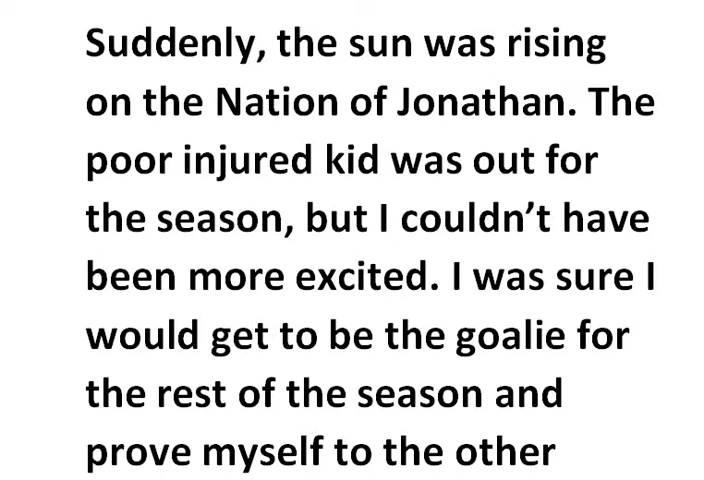 Suddenly, the sun was rising
on the Nation of Jonathan. The
poor injured kid was out for
the season, but I couldn’t have
been more excited. I was sure I
would get to be the goalie for
the rest of the season and
prove myself to the other